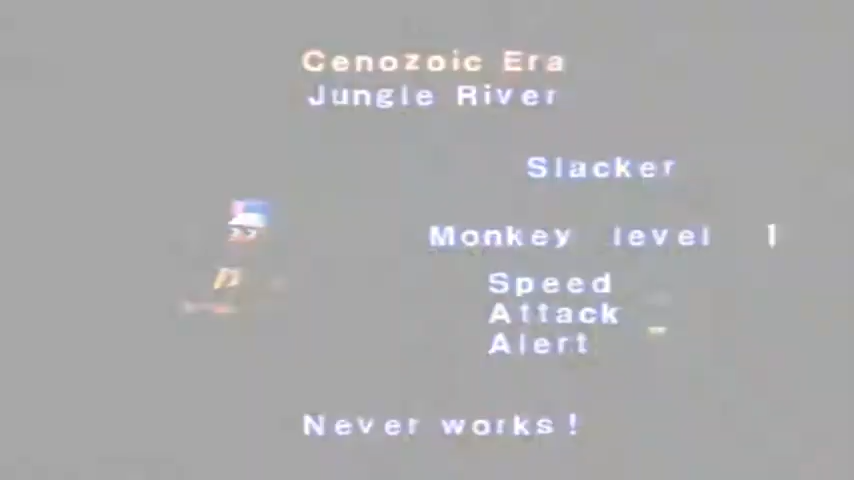 Cenozoic Era
Jungle River
Slacker
Monkey level 1
Speed
Attack
Alert
Never works!